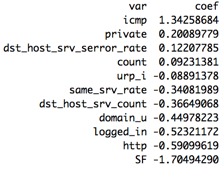 var coef
icmp 1.34258684
private 0.20089779
dst_host_srv_serror_rate 0.12207785
count 0.09231381
urp_i -0.08891378
same_srv_rate -0.34081989
dst_host_srv_count -0.36649068
domain_u -0.44978223
logged_in -0.52321172
http -0.59099619
SF -1.70494290